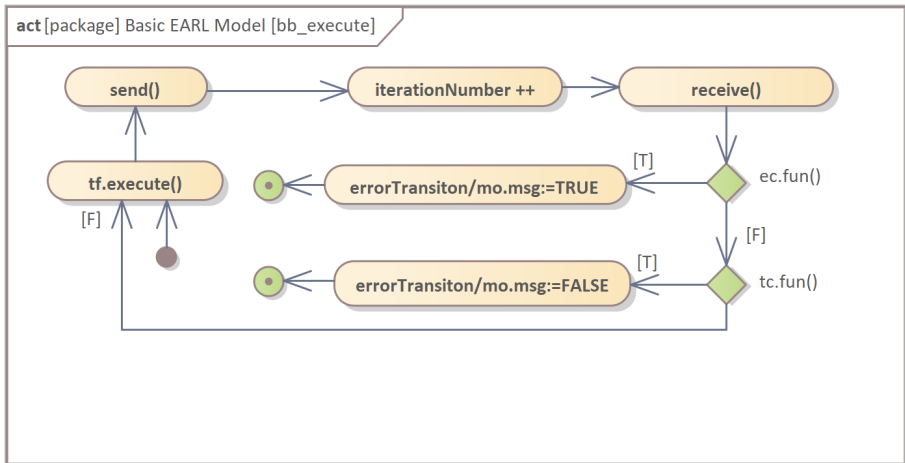 act [package] Basic EARL Model [bb_execute]
send()
iterationNumber ++
receive()
tf.execute()
errorTransiton/mo.msg:=TRUE
[T]
ec.fun()
[F]
[F]
errorTransiton/mo.msg:=FALSE
[T]
tc.fun()